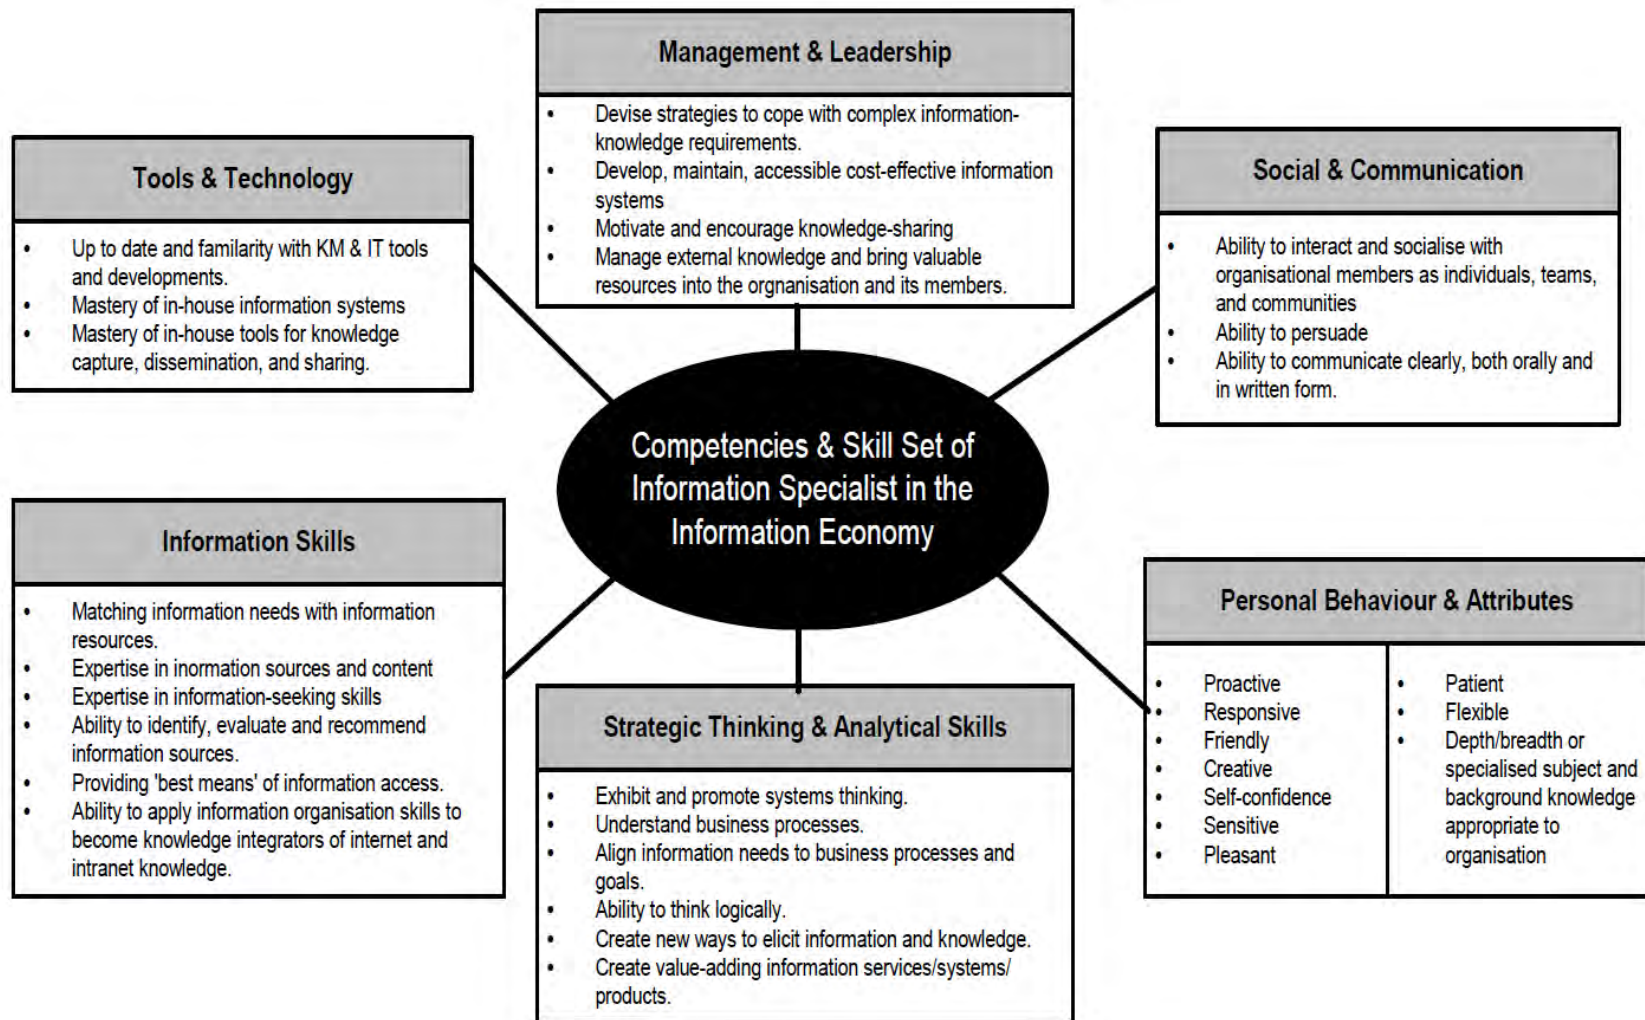 Management & Leadership
• Devise strategies to cope with complex information-
knowledge requirements.
• Develop, maintain, accessible cost-effective information
systems
• Motivate and encourage knowledge-sharing
• Manage external knowledge and bring valuable
resources into the orgnanisation and its members.
Tools & Technology
• Up to date and familarity with KM & IT tools
and developments.
• Mastery of in-house information systems
• Mastery of in-house tools for knowledge
capture, dissemination, and sharing.
Social & Communication
• Ability to interact and socialise with
organisational members as individuals, teams,
and communities
• Ability to persuade
• Ability to communicate clearly, both orally and
in written form.
Competencies & Skill Set of
Information Specialist in the
Information Economy
Information Skills
• Matching information needs with information
resources.
• Expertise in inormation sources and content
• Expertise in information-seeking skills
• Ability to identify, evaluate and recommend
information sources.
• Providing 'best means' of information access.
• Ability to apply information organisation skills to
become knowledge integrators of internet and
intranet knowledge.
Strategic Thinking & Analytical Skills
• Exhibit and promote systems thinking.
• Understand business processes.
• Align information needs to business processes and
goals.
• Ability to think logically.
• Create new ways to elicit information and knowledge.
• Create value-adding information services/systems/
products.
Personal Behaviour & Attributes
• Proactive
• Responsive
• Friendly
• Creative
• Self-confidence
• Sensitive
• Pleasant
• Patient
• Flexible
• Depth/breadth or
specialised subject and
background knowledge
appropriate to
organisation